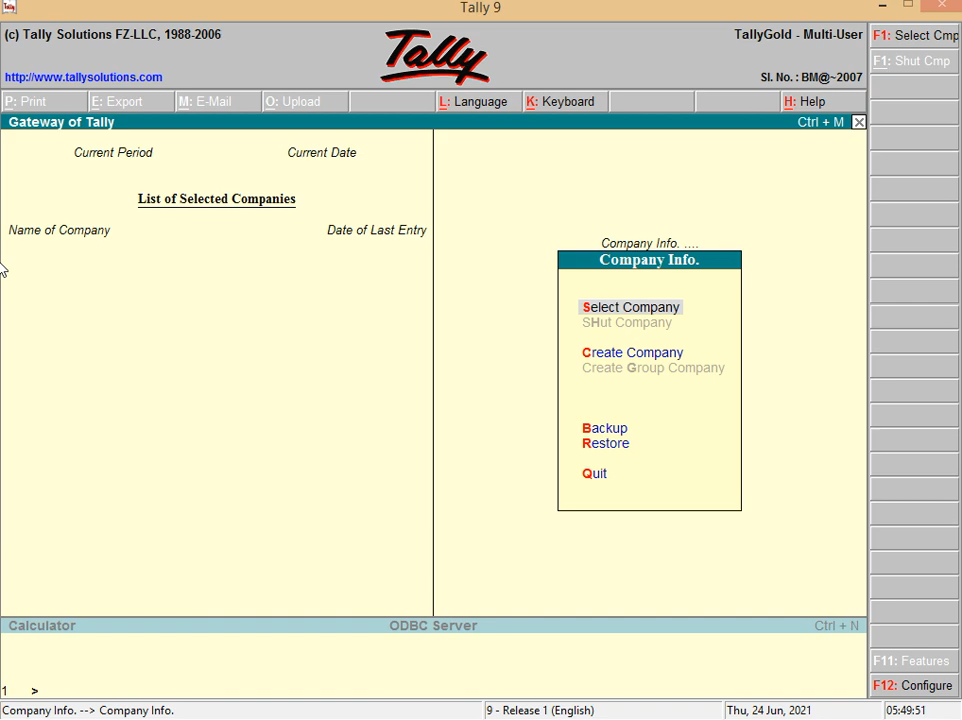 Tally 9
(c) Tally Solutions FZ-LLC, 1988-2006
Tally
TallyGold - Multi-User
http://www.tallysolutions.com
Sl. No. : BM@~2007
F1: Select Cmp
F1: Shut Cmp
P: Print E: Export M: E-Mail O: Upload L: Language K: Keyboard H: Help
Gateway of Tally Ctrl + M
Current Period Current Date
List of Selected Companies
Name of Company Date of Last Entry
Company Info. ....
Company Info.
Select Company
SHut Company
Create Company
Create Group Company
Backup
Restore
Quit
Calculator ODBC Server Ctrl + N
1 >
F11: Features
F12: Configure
Company Info. --> Company Info. 9 - Release 1 (English) Thu, 24 Jun, 2021 05:49:51